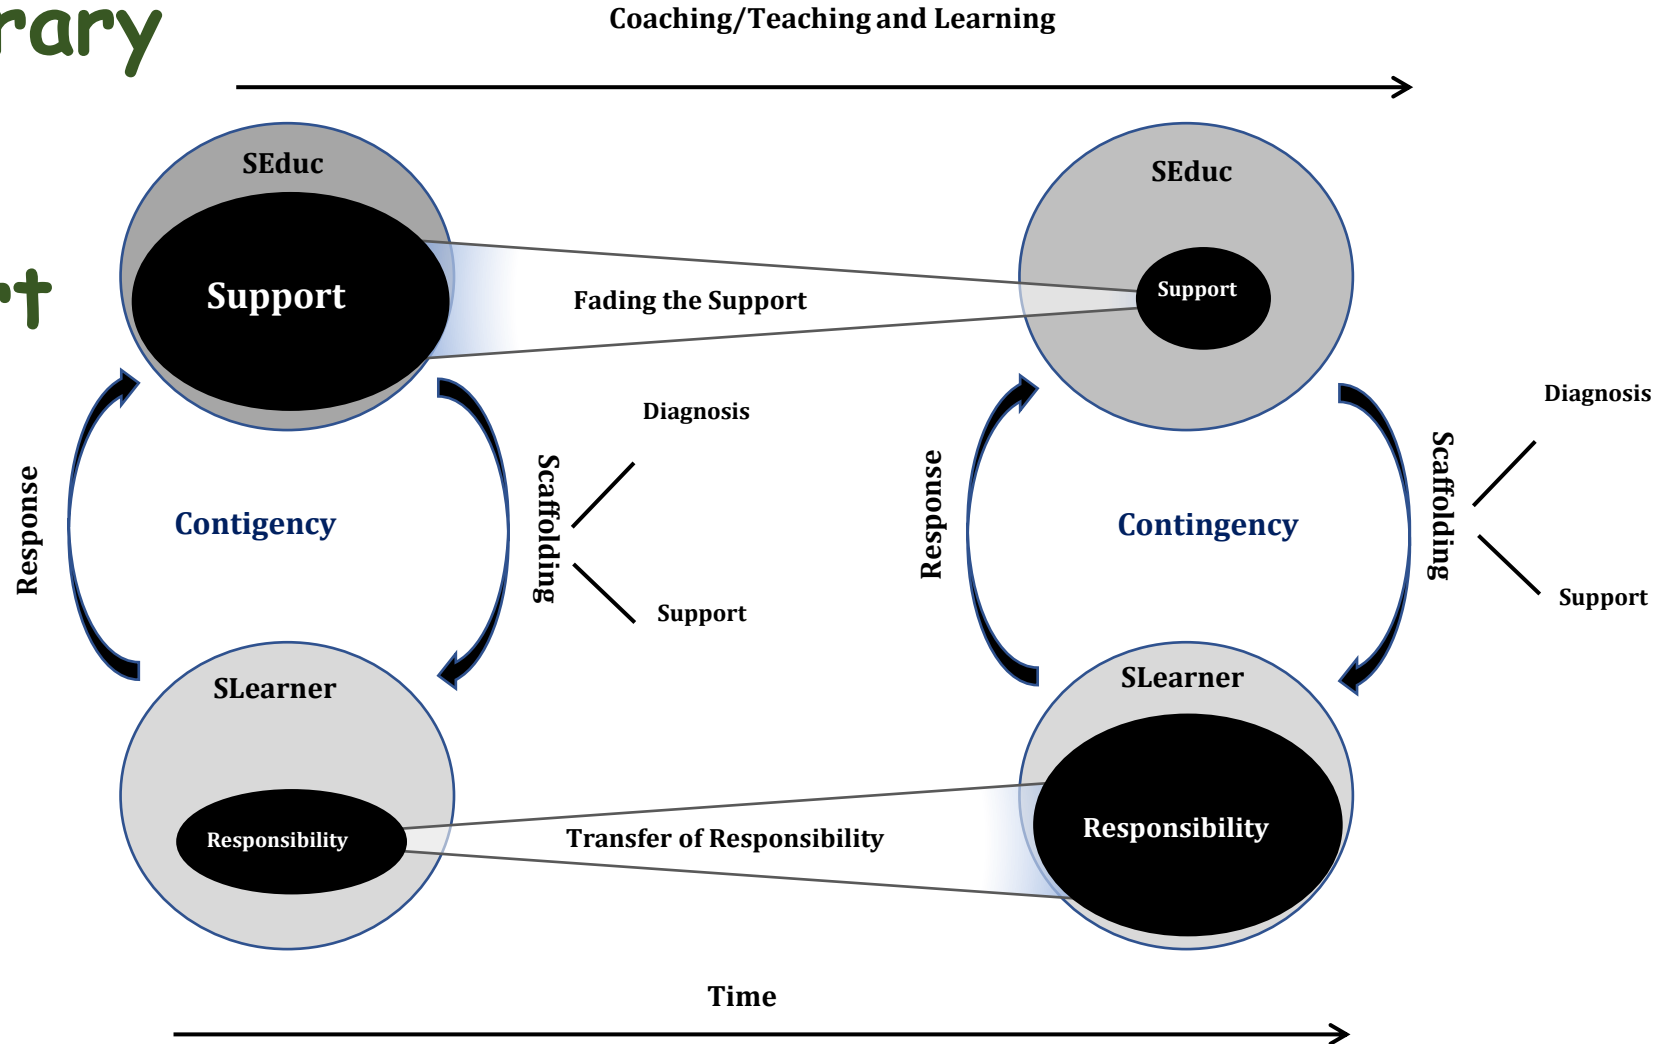 rary
Coaching/Teaching and Learning
SEduc
SEduc
Support
Support
rt
Fading the Support
Diagnosis
Diagnosis
Response
Contigency
Scaffolding
Response
Contingency
Scaffolding
Support
Support
SLearner
SLearner
Responsibility
Transfer of Responsibility
Responsibility
Time